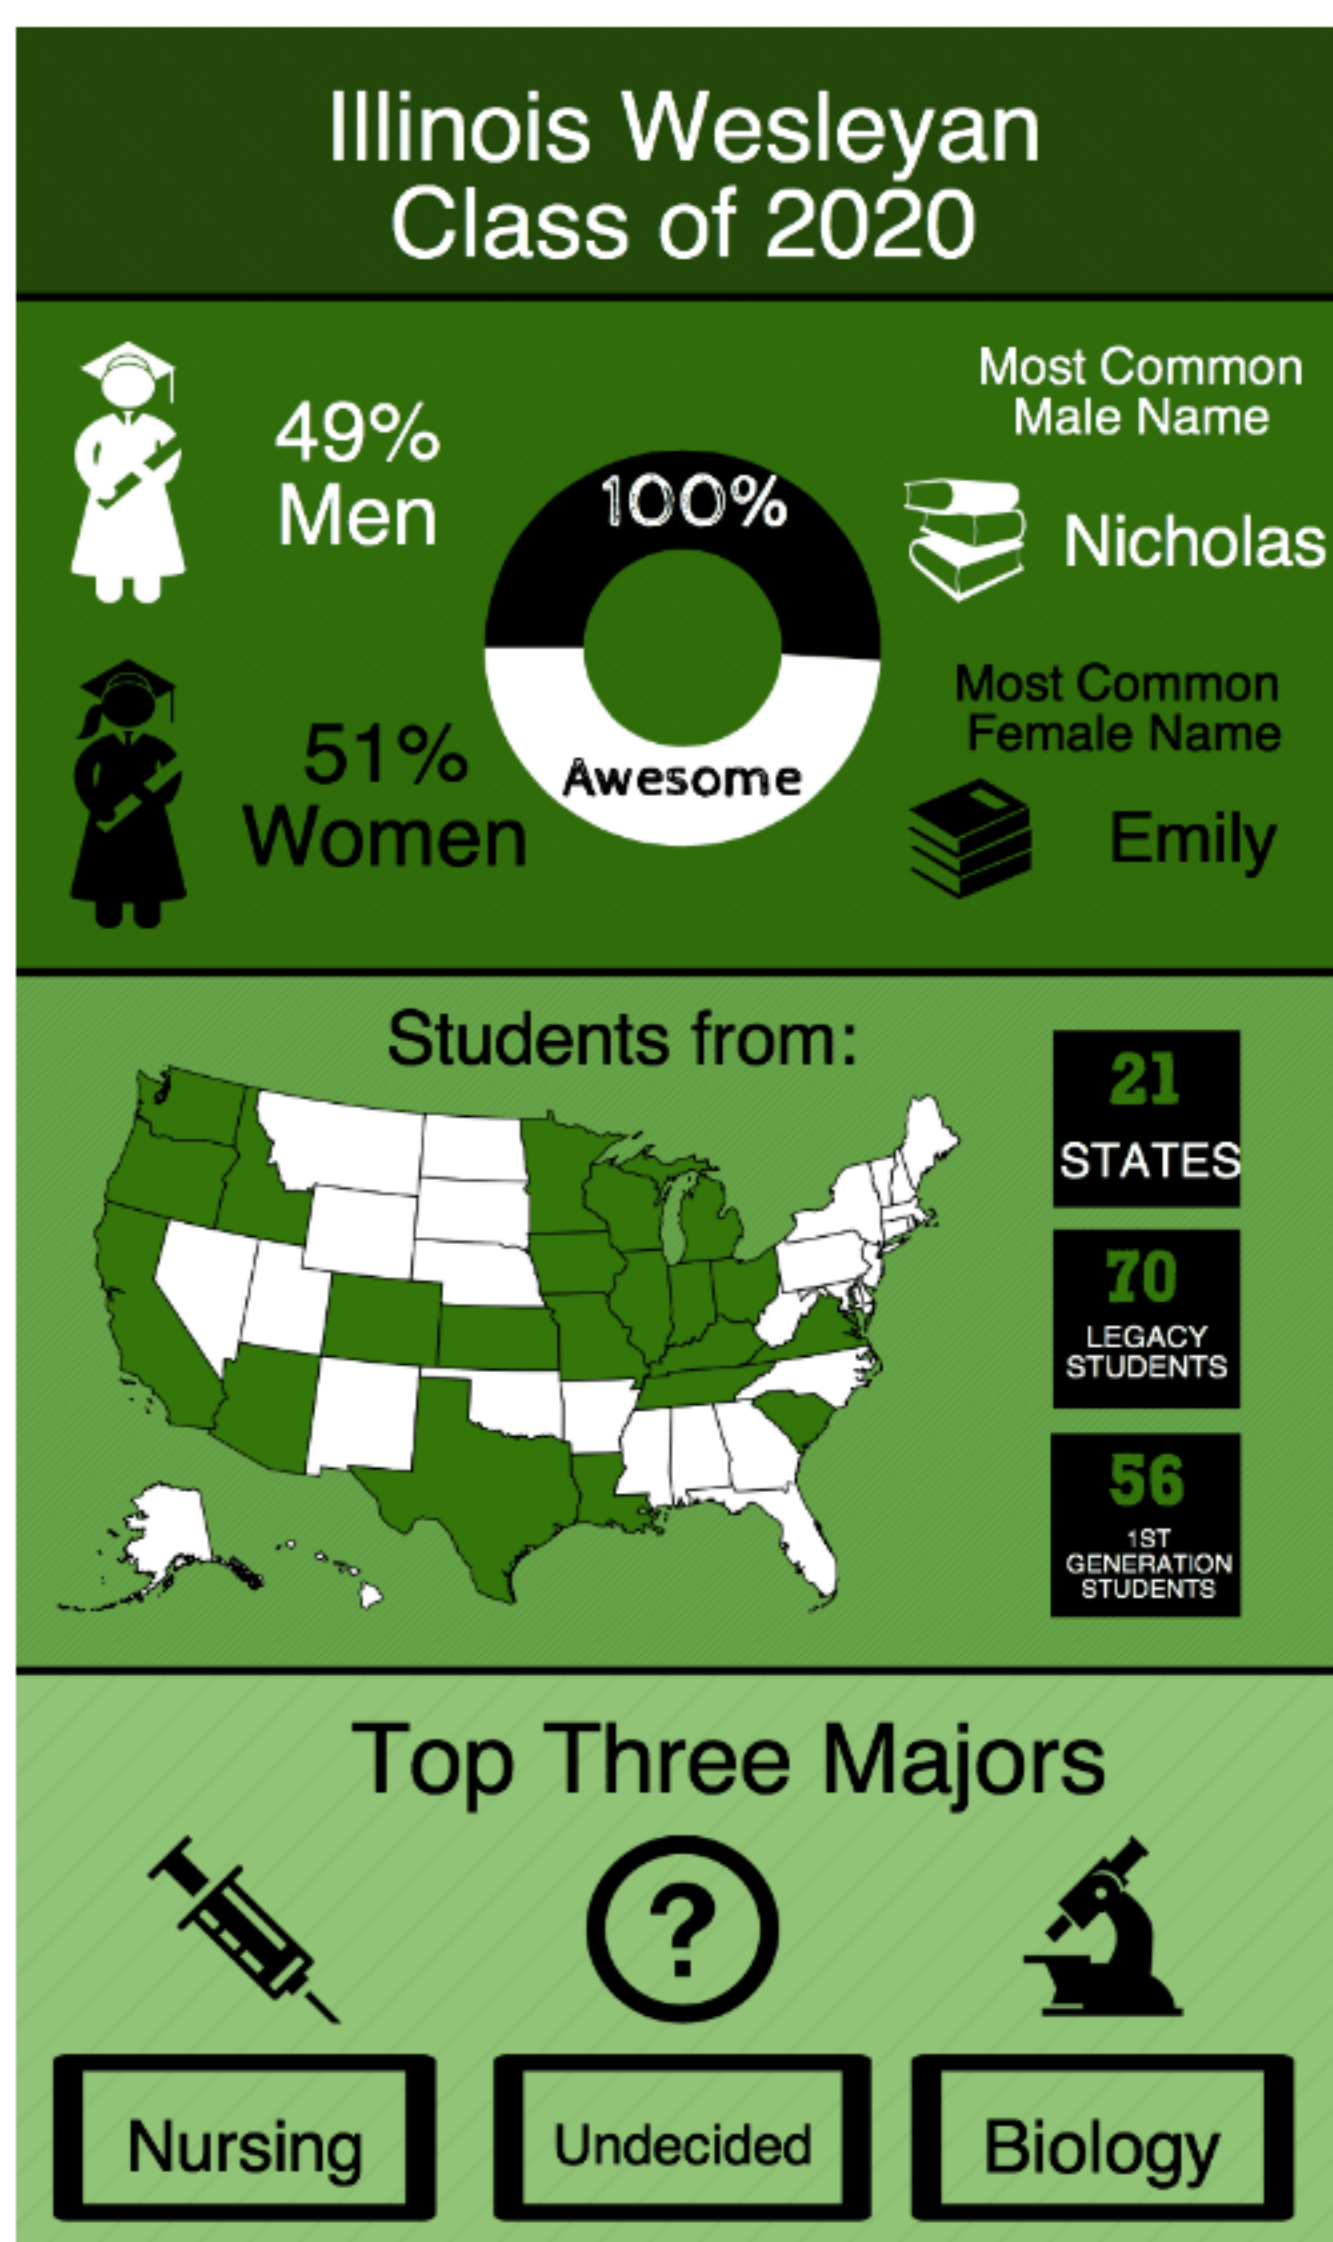 Illinois Wesleyan
Class of 2020
49%
Men
51%
Women
100%
Awesome
Most Common
Male Name
Nicholas
Most Common
Female Name
Emily
Students from:
21
STATES
70
LEGACY
STUDENTS
56
1ST
GENERATION
STUDENTS
Top Three Majors
?
Nursing
Undecided
Biology